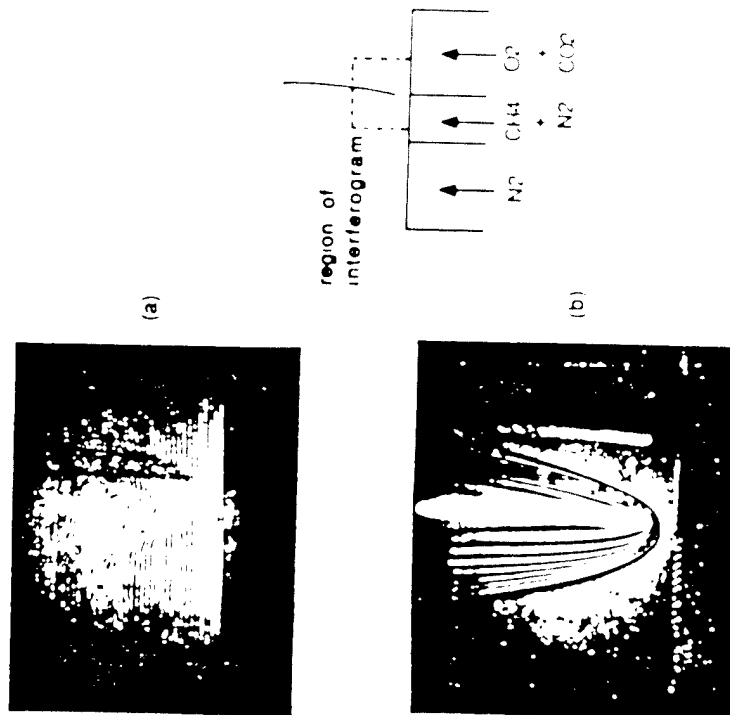 region of
interferogram
N2
CH4
+
N2
O2
+
CO2
(a)
(b)